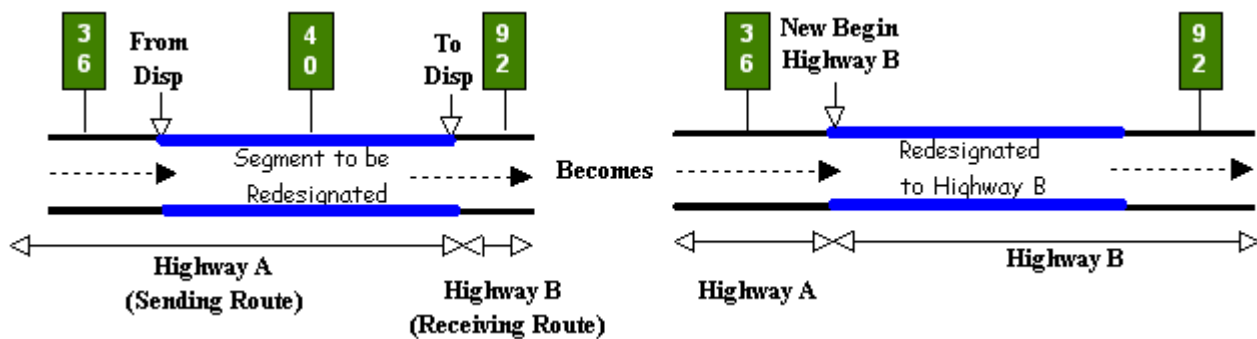 3
6
From
Disp
4
0
To
Disp
9
2
Segment to be
Redesignated
Highway A
(Sending Route)
Highway B
(Receiving Route)
Becomes
3
6
New Begin
Highway B
9
2
Redesignated
to Highway B
Highway A
Highway B